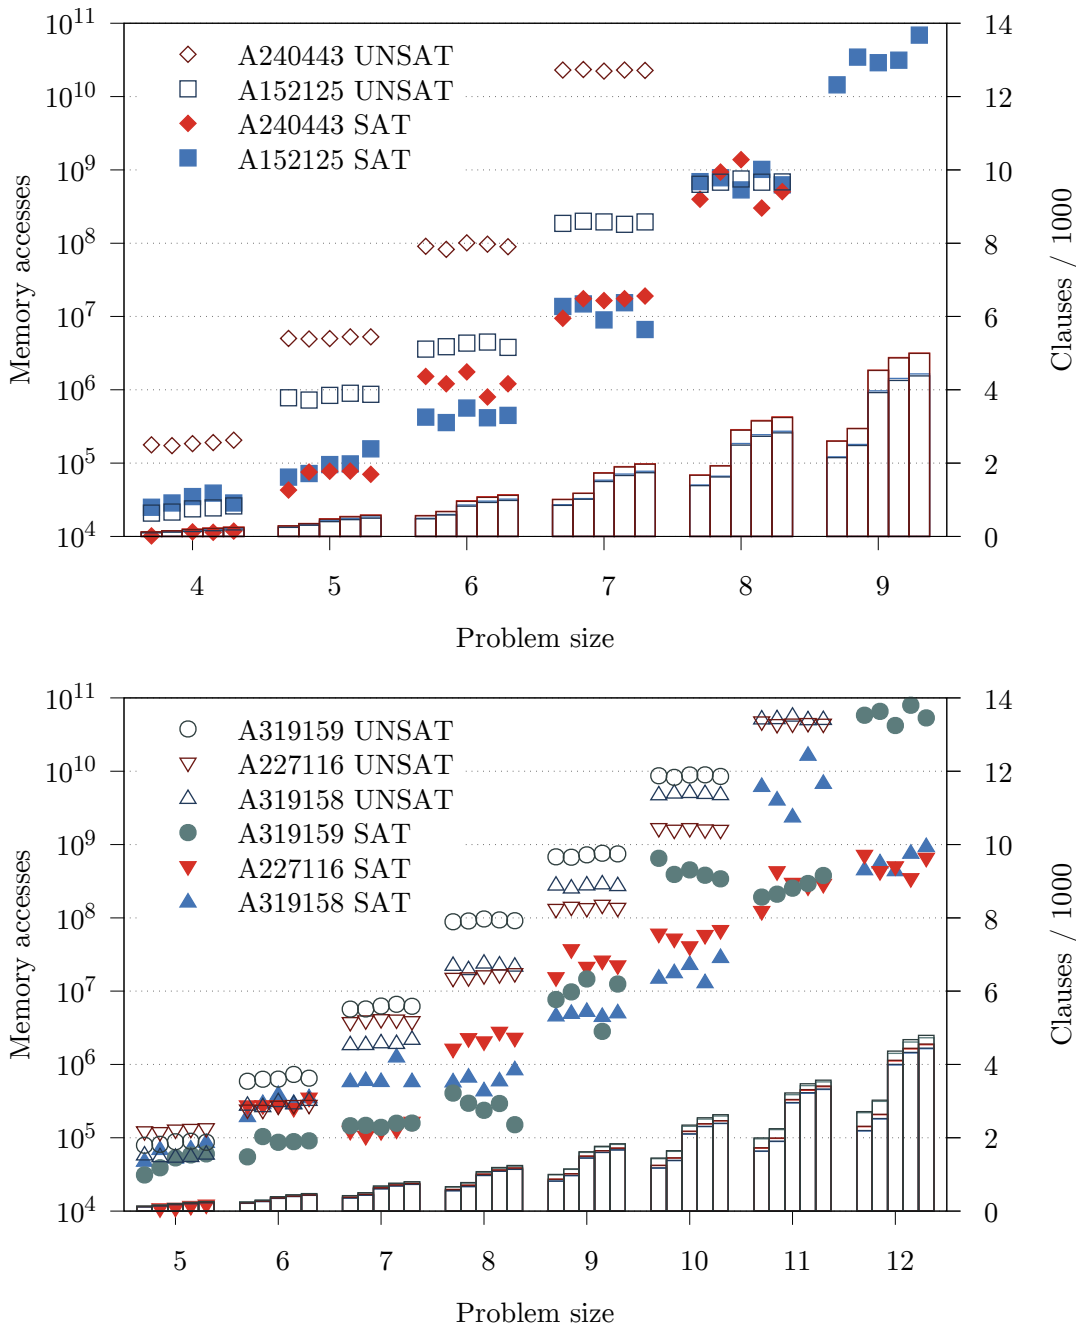 10^11
10^10
10^9
10^8
10^7
10^6
10^5
10^4
Memory accesses
A240443 UNSAT
A152125 UNSAT
A240443 SAT
A152125 SAT
14
12
10
8
6
4
2
0
Clauses / 1000
4 5 6 7 8 9
Problem size
10^11
10^10
10^9
10^8
10^7
10^6
10^5
10^4
Memory accesses
A319159 UNSAT
A227116 UNSAT
A319158 UNSAT
A319159 SAT
A227116 SAT
A319158 SAT
14
12
10
8
6
4
2
0
Clauses / 1000
5 6 7 8 9 10 11 12
Problem size